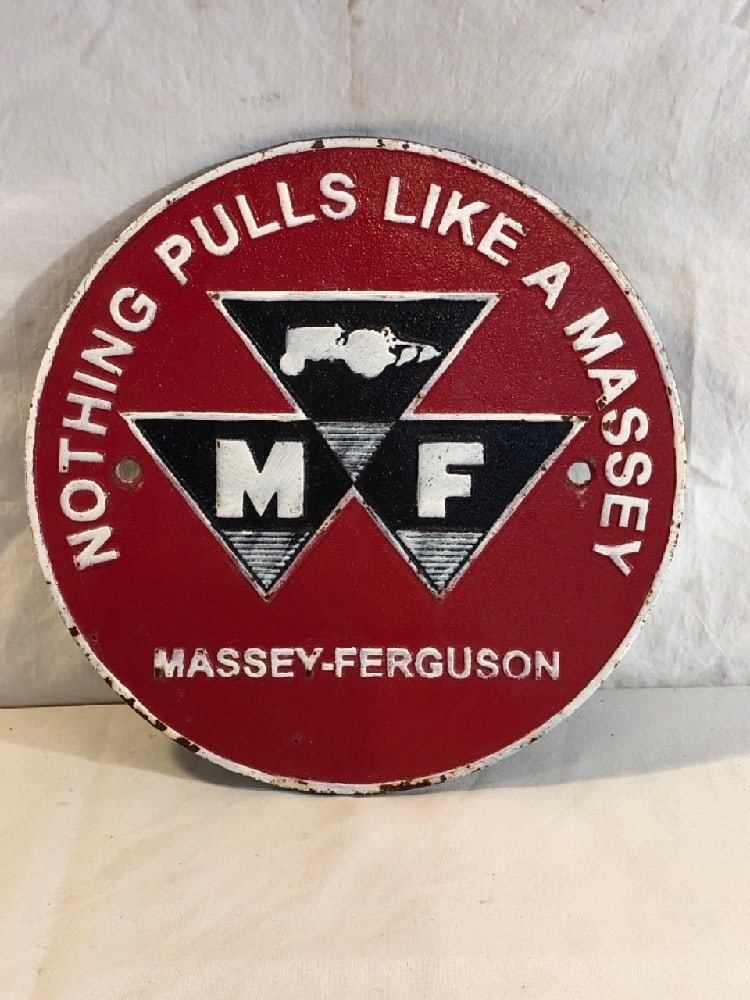 NOTHING PULLS LIKE A MASSEY
M F
MASSEY-FERGUSON